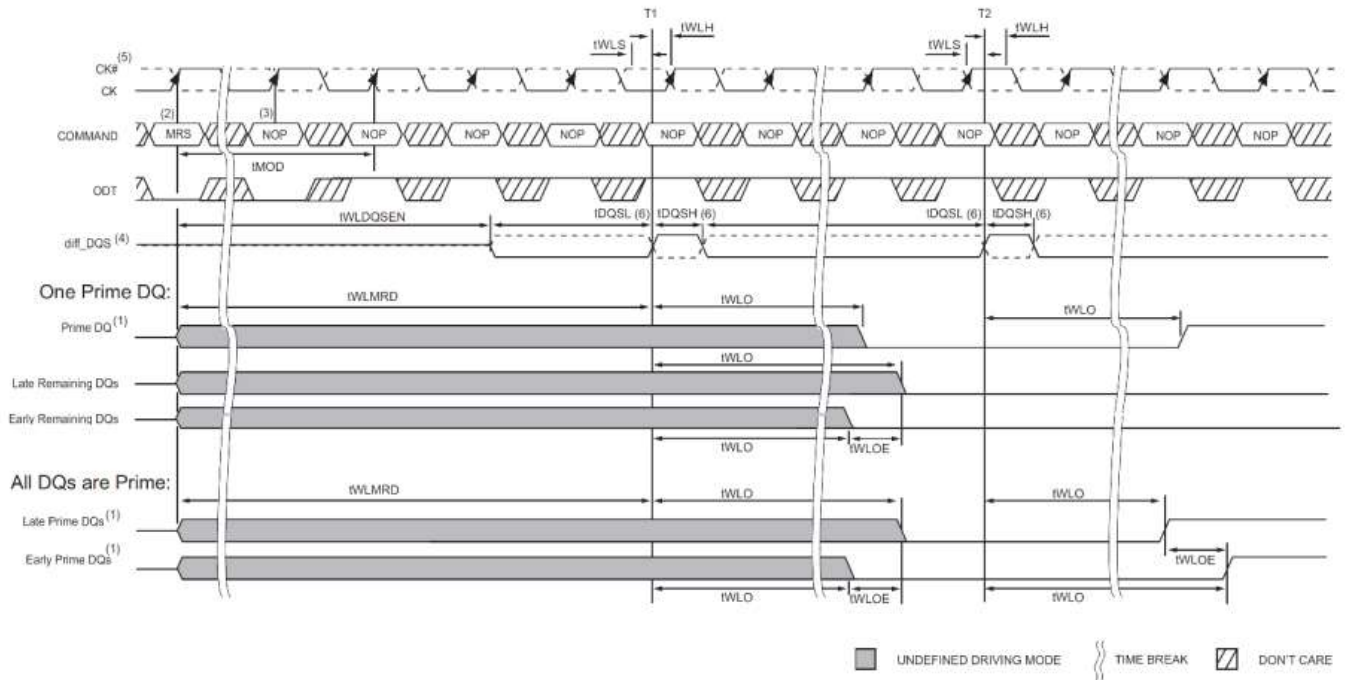 T1 T2
tWLS tWLH tWLS tWLH
CK# (5)
CK
(2) (3)
COMMAND MRS NOP NOP NOP NOP NOP NOP NOP NOP NOP NOP NOP
tMOD
ODT
tWLDQSEN tDQSL (6) tDQSH (6) tDQSL (6) tDQSH (6)
diff_DQS (4)
One Prime DQ:
tWLMRD tWLO tWLO
Prime DQ (1)
tWLO
Late Remaining DQs
Early Remaining DQs
tWLO tWLOE
All DQs are Prime:
tWLMRD tWLO tWLO
Late Prime DQs (1)
tWLOE
Early Prime DQs (1)
tWLO tWLOE tWLO
UNDEFINED DRIVING MODE TIME BREAK DON'T CARE